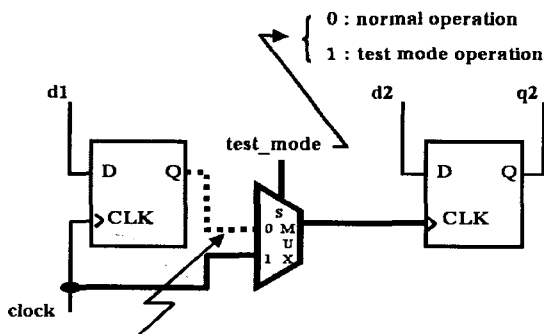 0 : normal operation
1 : test mode operation
d1
d2
q2
test_mode
D
Q
CLK
S
0 M
U
1 X
D
Q
CLK
clock